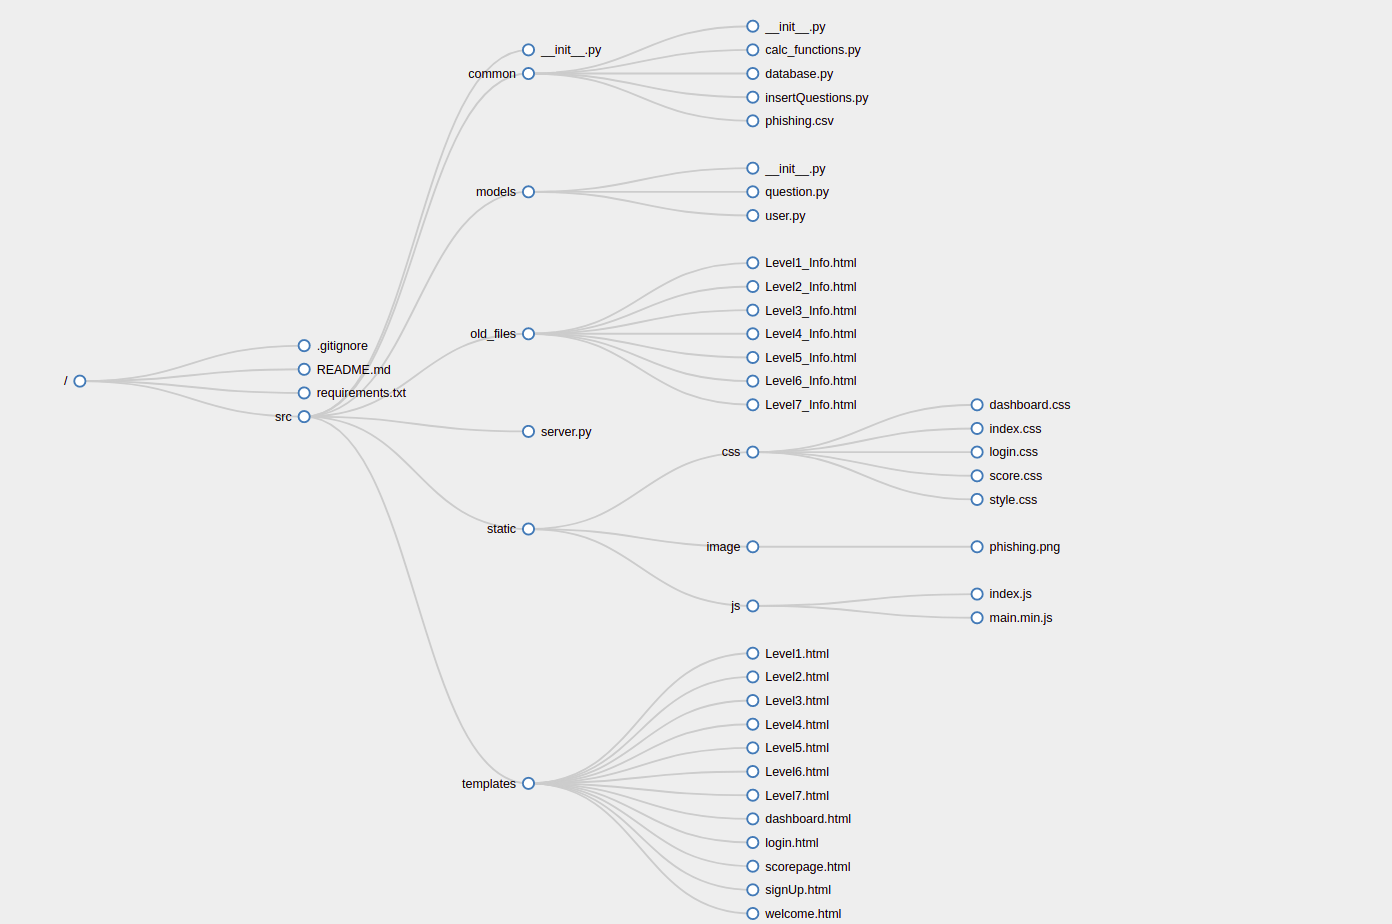 /
.gitignore
README.md
requirements.txt
src
__init__.py
common
__init__.py
calc_functions.py
database.py
insertQuestions.py
phishing.csv
models
__init__.py
question.py
user.py
old_files
Level1_Info.html
Level2_Info.html
Level3_Info.html
Level4_Info.html
Level5_Info.html
Level6_Info.html
Level7_Info.html
server.py
static
css
dashboard.css
index.css
login.css
score.css
style.css
image
phishing.png
js
index.js
main.min.js
templates
Level1.html
Level2.html
Level3.html
Level4.html
Level5.html
Level6.html
Level7.html
dashboard.html
login.html
scorepage.html
signUp.html
welcome.html